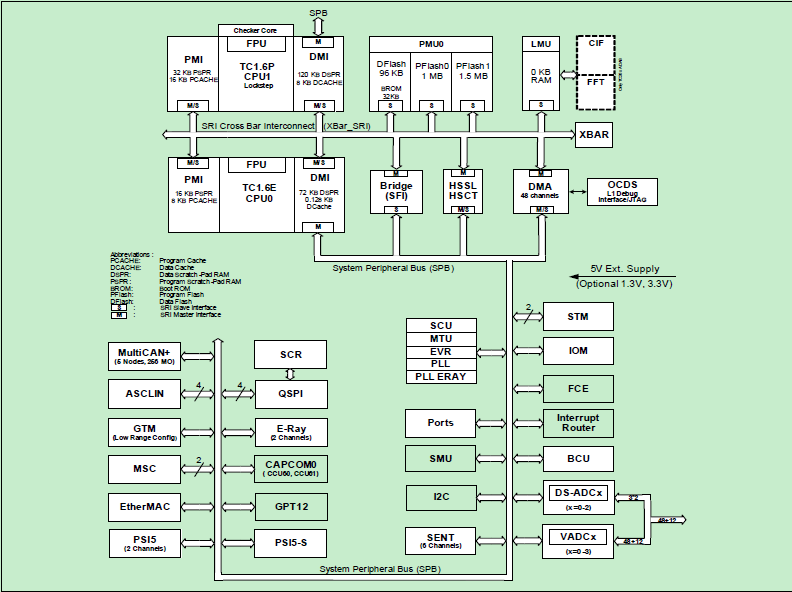 SPB
Checker Core
PMI
32 KB PSPR
16 KB PCACHE
M/S
FPU
TC1.6P
CPU1
Lockstep
M
DMI
120 KB DSPR
8 KB DCACHE
M/S
PMU0
DFlash
96 KB
BROM
32KB
S
PFlash0
1 MB
S
PFlash1
1.5 MB
S
LMU
0 KB
RAM
S
CIF
FFT
SRI Cross Bar Interconnect (XBar_SRI)
XBAR
M/S
PMI
16 KB PSPR
8 KB PCACHE
FPU
TC1.6E
CPU0
M/S
DMI
72 KB DSPR
0.128 KB
DCache
M
M
Bridge
(SFI)
S
M
HSSL
HSCT
M/S
M
DMA
48 channels
M/S
OCDS
L1 Debug
Interface/JTAG
System Peripheral Bus (SPB)
Abbreviations :
PCACHE: Program Cache
DCACHE: Data Cache
DSPR: Data Scratch -Pad RAM
PSPR: Program Scratch-Pad RAM
BROM: Boot ROM
PFlash: Program Flash
DFlash: Data Flash
S : SRI Slave Interface
M : SRI Master Interface
5V Ext. Supply
(Optional 1.3V, 3.3V)
SCU
MTU
EVR
PLL
PLL ERAY
2
STM
IOM
FCE
Interrupt
Router
BCU
DS-ADCx
(x=0-2)
VADCx
(x=0-3)
3*2
48+12
48+12
Ports
SMU
I2C
SENT
(6 Channels)
MultiCAN+
(5 Nodes, 256 MO)
ASCLIN
4
GTM
(Low Range Config)
MSC
2
EtherMAC
PSI5
(2 Channels)
SCR
4
QSPI
E-Ray
(2 Channels)
CAPCOM0
( CCU60, CCU61)
GPT12
PSI5-S
System Peripheral Bus (SPB)